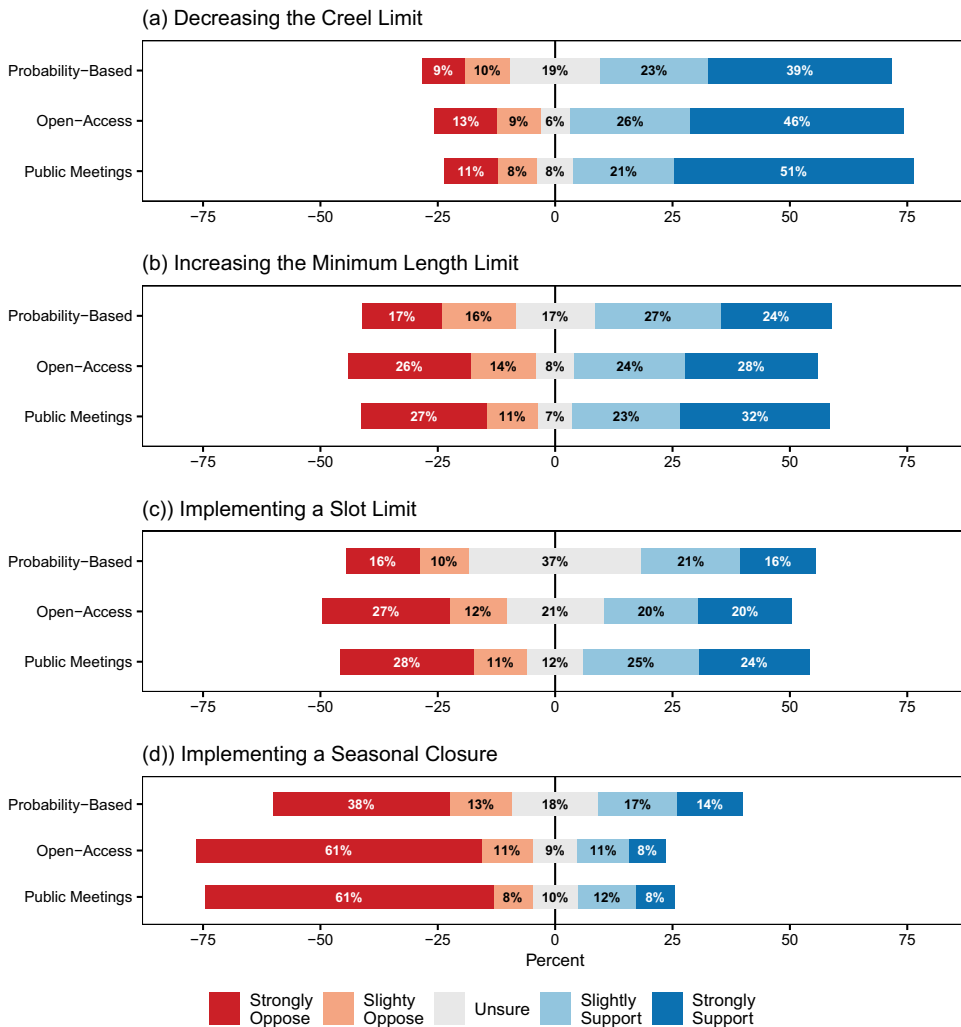 (a) Decreasing the Creel Limit
Probability−Based 9% 10% 19% 23% 39%
Open−Access 13% 9% 6% 26% 46%
Public Meetings 11% 8% 8% 21% 51%
−75 −50 −25 0 25 50 75
(b) Increasing the Minimum Length Limit
Probability−Based 17% 16% 17% 27% 24%
Open−Access 26% 14% 8% 24% 28%
Public Meetings 27% 11% 7% 23% 32%
−75 −50 −25 0 25 50 75
(c)) Implementing a Slot Limit
Probability−Based 16% 10% 37% 21% 16%
Open−Access 27% 12% 21% 20% 20%
Public Meetings 28% 11% 12% 25% 24%
−75 −50 −25 0 25 50 75
(d)) Implementing a Seasonal Closure
Probability−Based 38% 13% 18% 17% 14%
Open−Access 61% 11% 9% 11% 8%
Public Meetings 61% 8% 10% 12% 8%
−75 −50 −25 0 25 50 75
Percent
Strongly
Oppose
Slighty
Oppose
Unsure
Slightly
Support
Strongly
Support